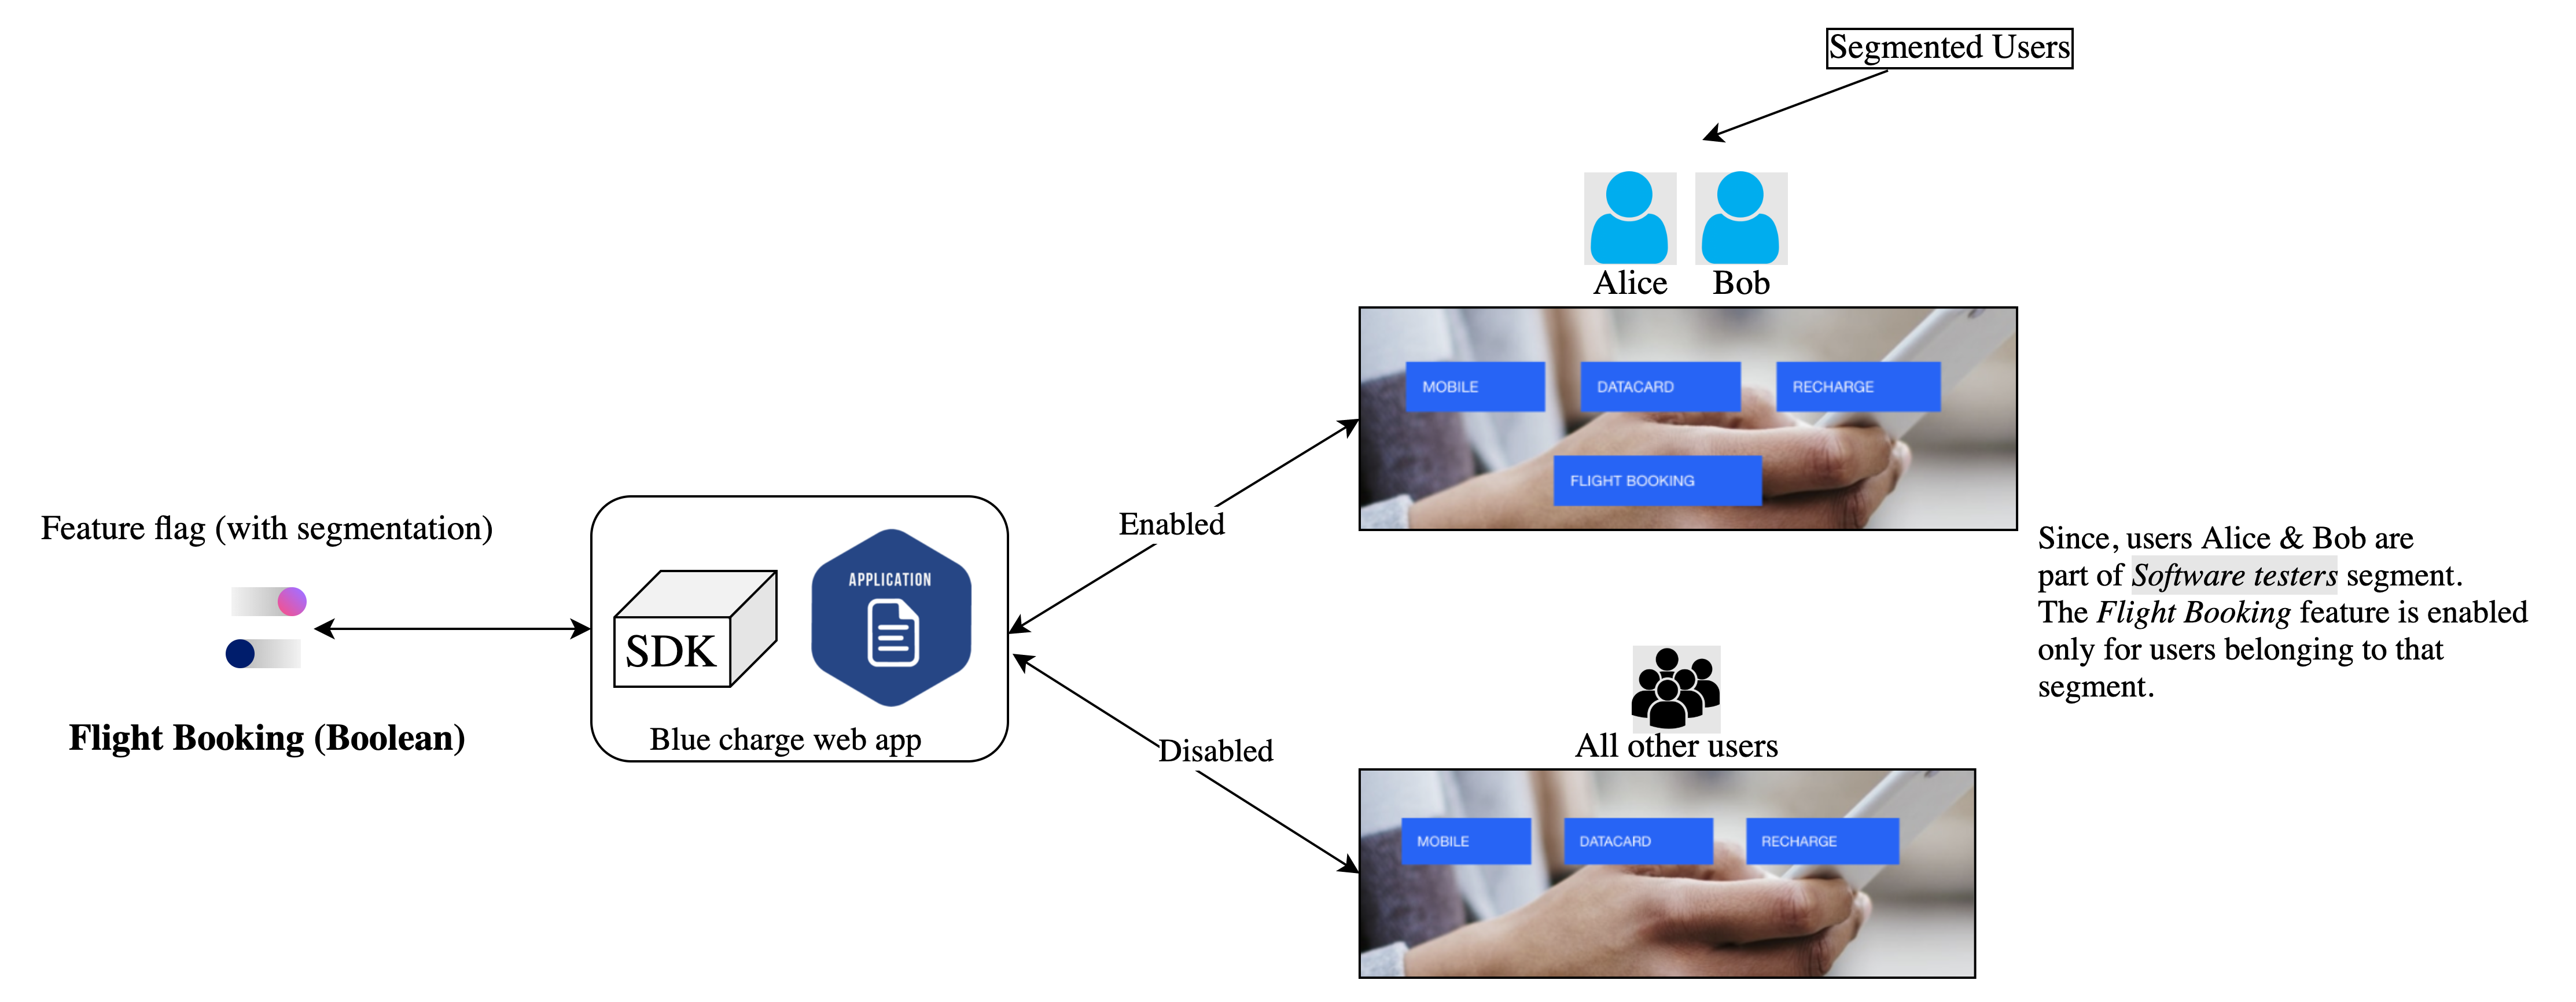 Segmented Users
Alice
Bob
MOBILE
DATACARD
RECHARGE
FLIGHT BOOKING
Enabled
Feature flag (with segmentation)
Flight Booking (Boolean)
SDK
APPLICATION
Blue charge web app
Since, users Alice & Bob are
part of Software testers segment.
The Flight Booking feature is enabled
only for users belonging to that
segment.
Disabled
All other users
MOBILE
DATACARD
RECHARGE